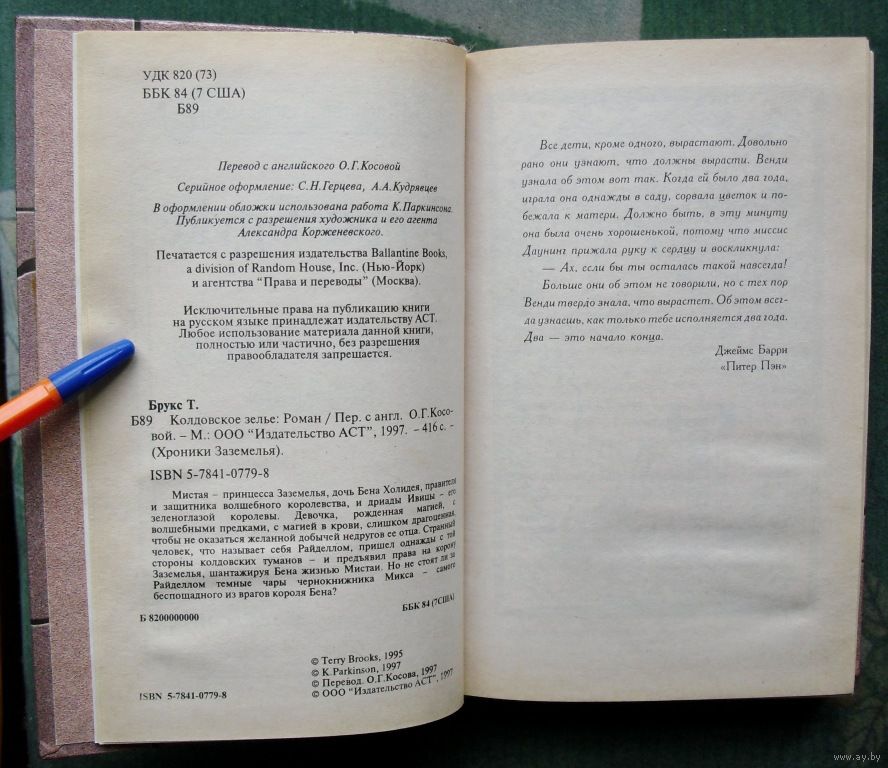 УДК 820 (73)
ББК 84 (7 США)
Б89
Перевод с английского О.Г.Косовой
Серийное оформление: С.Н.Герцева, А.А.Кудрявцев
В оформлении обложки использована работа К.Паркинсона.
Публикуется с разрешения художника и его агента
Александра Корженевского.
Печатается с разрешения издательства Ballantine Books,
a division of Random House, Inc. (Нью-Йорк)
и агентства "Права и переводы" (Москва).
Исключительные права на публикацию книги
на русском языке принадлежат издательству АСТ.
Любое использование материала данной книги,
полностью или частично, без разрешения
правообладателя запрещается.
Брукс Т.
Б89 Колдовское зелье: Роман / Пер. с англ. О.Г.Косо-
вой. – М.: ООО "Издательство АСТ", 1997. – 416 с. –
(Хроники Заземелья).
ISBN 5-7841-0779-8
Мистая – принцесса Заземелья, дочь Бена Холидея, правителя
и защитника волшебного королевства, и дриады Ивицы – его
зеленоглазой королевы. Девочка, рожденная магией, с
волшебными предками, с магией в крови, слишком драгоценная,
чтобы не оказаться желанной добычей недругов ее отца. Странный
человек, что называет себя Райделлом, пришел однажды с той
стороны колдовских туманов – и предъявил права на корону
Заземелья, шантажируя Бена жизнью Мистаи. Но не стоят ли за
Райделлом темные чары чернокнижника Микса – самого
беспощадного из врагов короля Бена?
Б 8200000000
ББК 84 (7США)
© Terry Brooks, 1995
© K.Parkinson, 1997
© Перевод. О.Г.Косова, 1997
ISBN 5-7841-0779-8
© ООО "Издательство АСТ", 1997
Все дети, кроме одного, вырастают. Довольно
рано они узнают, что должны вырасти. Венди
узнала об этом вот так. Когда ей было два года,
играла она однажды в саду, сорвала цветок и по-
бежала к матери. Должно быть, в эту минуту
она была очень хорошенькой, потому что миссис
Даунинг прижала руку к сердцу и воскликнула:
— Ах, если бы ты осталась такой навсегда!
Больше они об этом не говорили, но с тех пор
Венди твердо знала, что вырастет. Об этом всег-
да узнаешь, как только тебе исполняется два года.
Два — это начало конца.
Джеймс Барри
«Питер Пэн»
www.ay.by